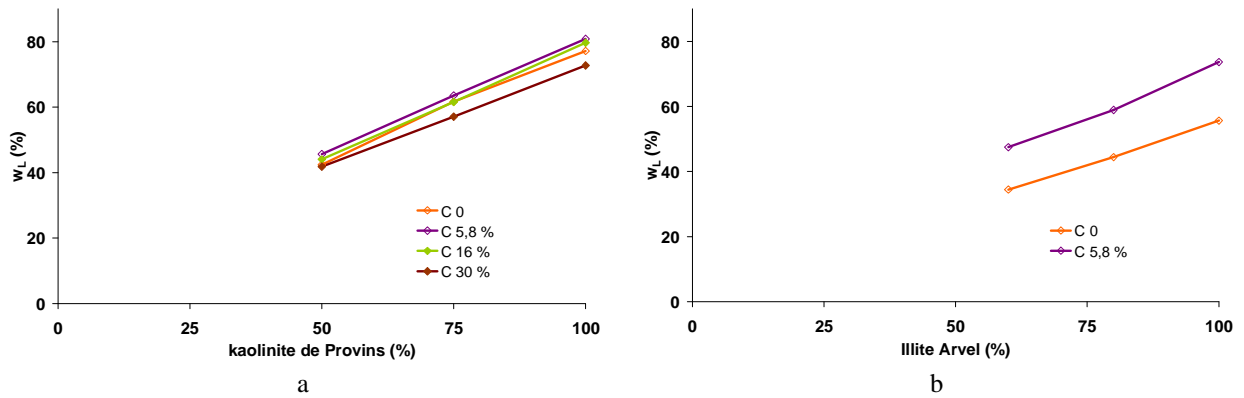 80
60
40
20
0
w_L (%)
0 25 50 75 100
kaolinite de Provins (%)
C 0
C 5,8 %
C 16 %
C 30 %
a
80
60
40
20
0
w_L (%)
0 25 50 75 100
Illite Arvel (%)
C 0
C 5,8 %
b